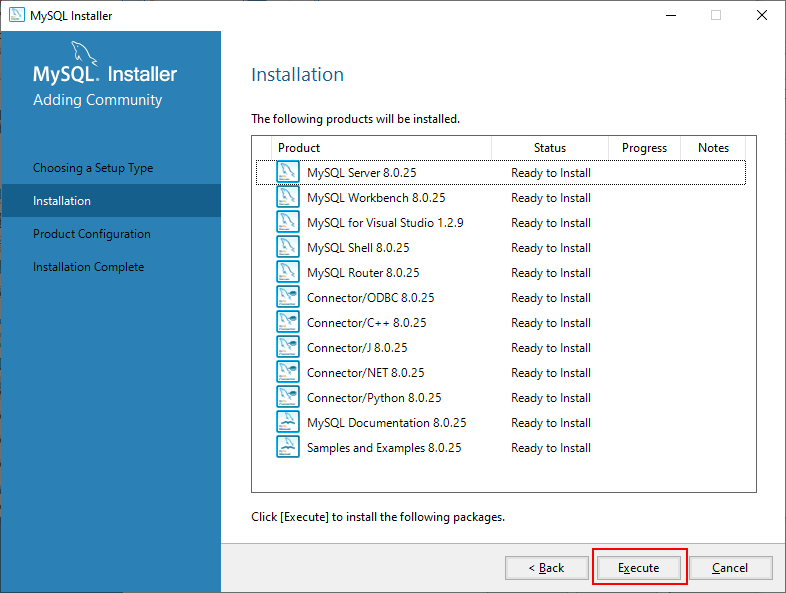 MySQL Installer
MySQL. Installer
Adding Community
Choosing a Setup Type
Installation
Product Configuration
Installation Complete
Installation
The following products will be installed.
Product Status Progress Notes
MySQL Server 8.0.25 Ready to Install
MySQL Workbench 8.0.25 Ready to Install
MySQL for Visual Studio 1.2.9 Ready to Install
MySQL Shell 8.0.25 Ready to Install
MySQL Router 8.0.25 Ready to Install
Connector/ODBC 8.0.25 Ready to Install
Connector/C++ 8.0.25 Ready to Install
Connector/J 8.0.25 Ready to Install
Connector/NET 8.0.25 Ready to Install
Connector/Python 8.0.25 Ready to Install
MySQL Documentation 8.0.25 Ready to Install
Samples and Examples 8.0.25 Ready to Install
Click [Execute] to install the following packages.
< Back Execute Cancel